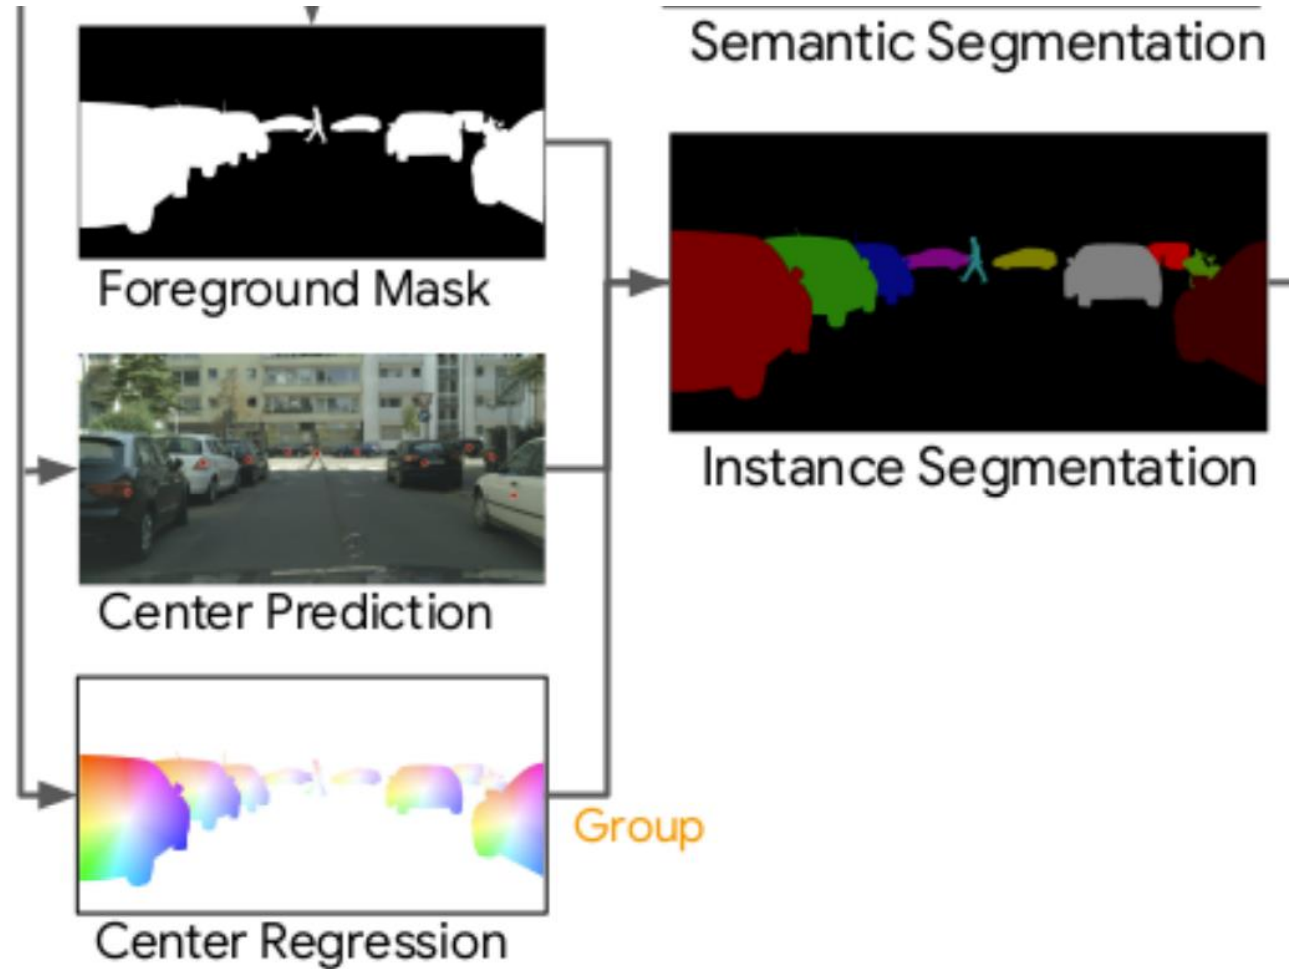 Semantic Segmentation
Foreground Mask
Instance Segmentation
Center Prediction
Group
Center Regression